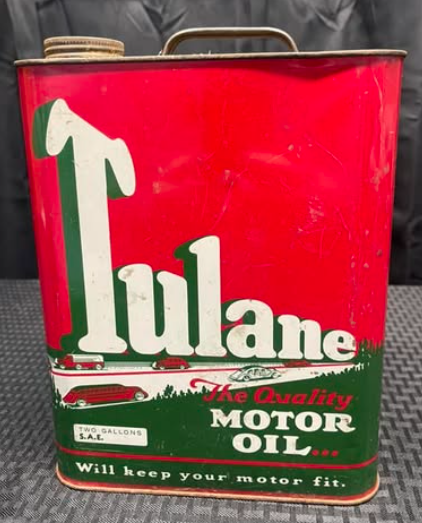 Tulane
The Quality
MOTOR
OIL...
TWO GALLONS
S.A.E.
Will keep your motor fit.